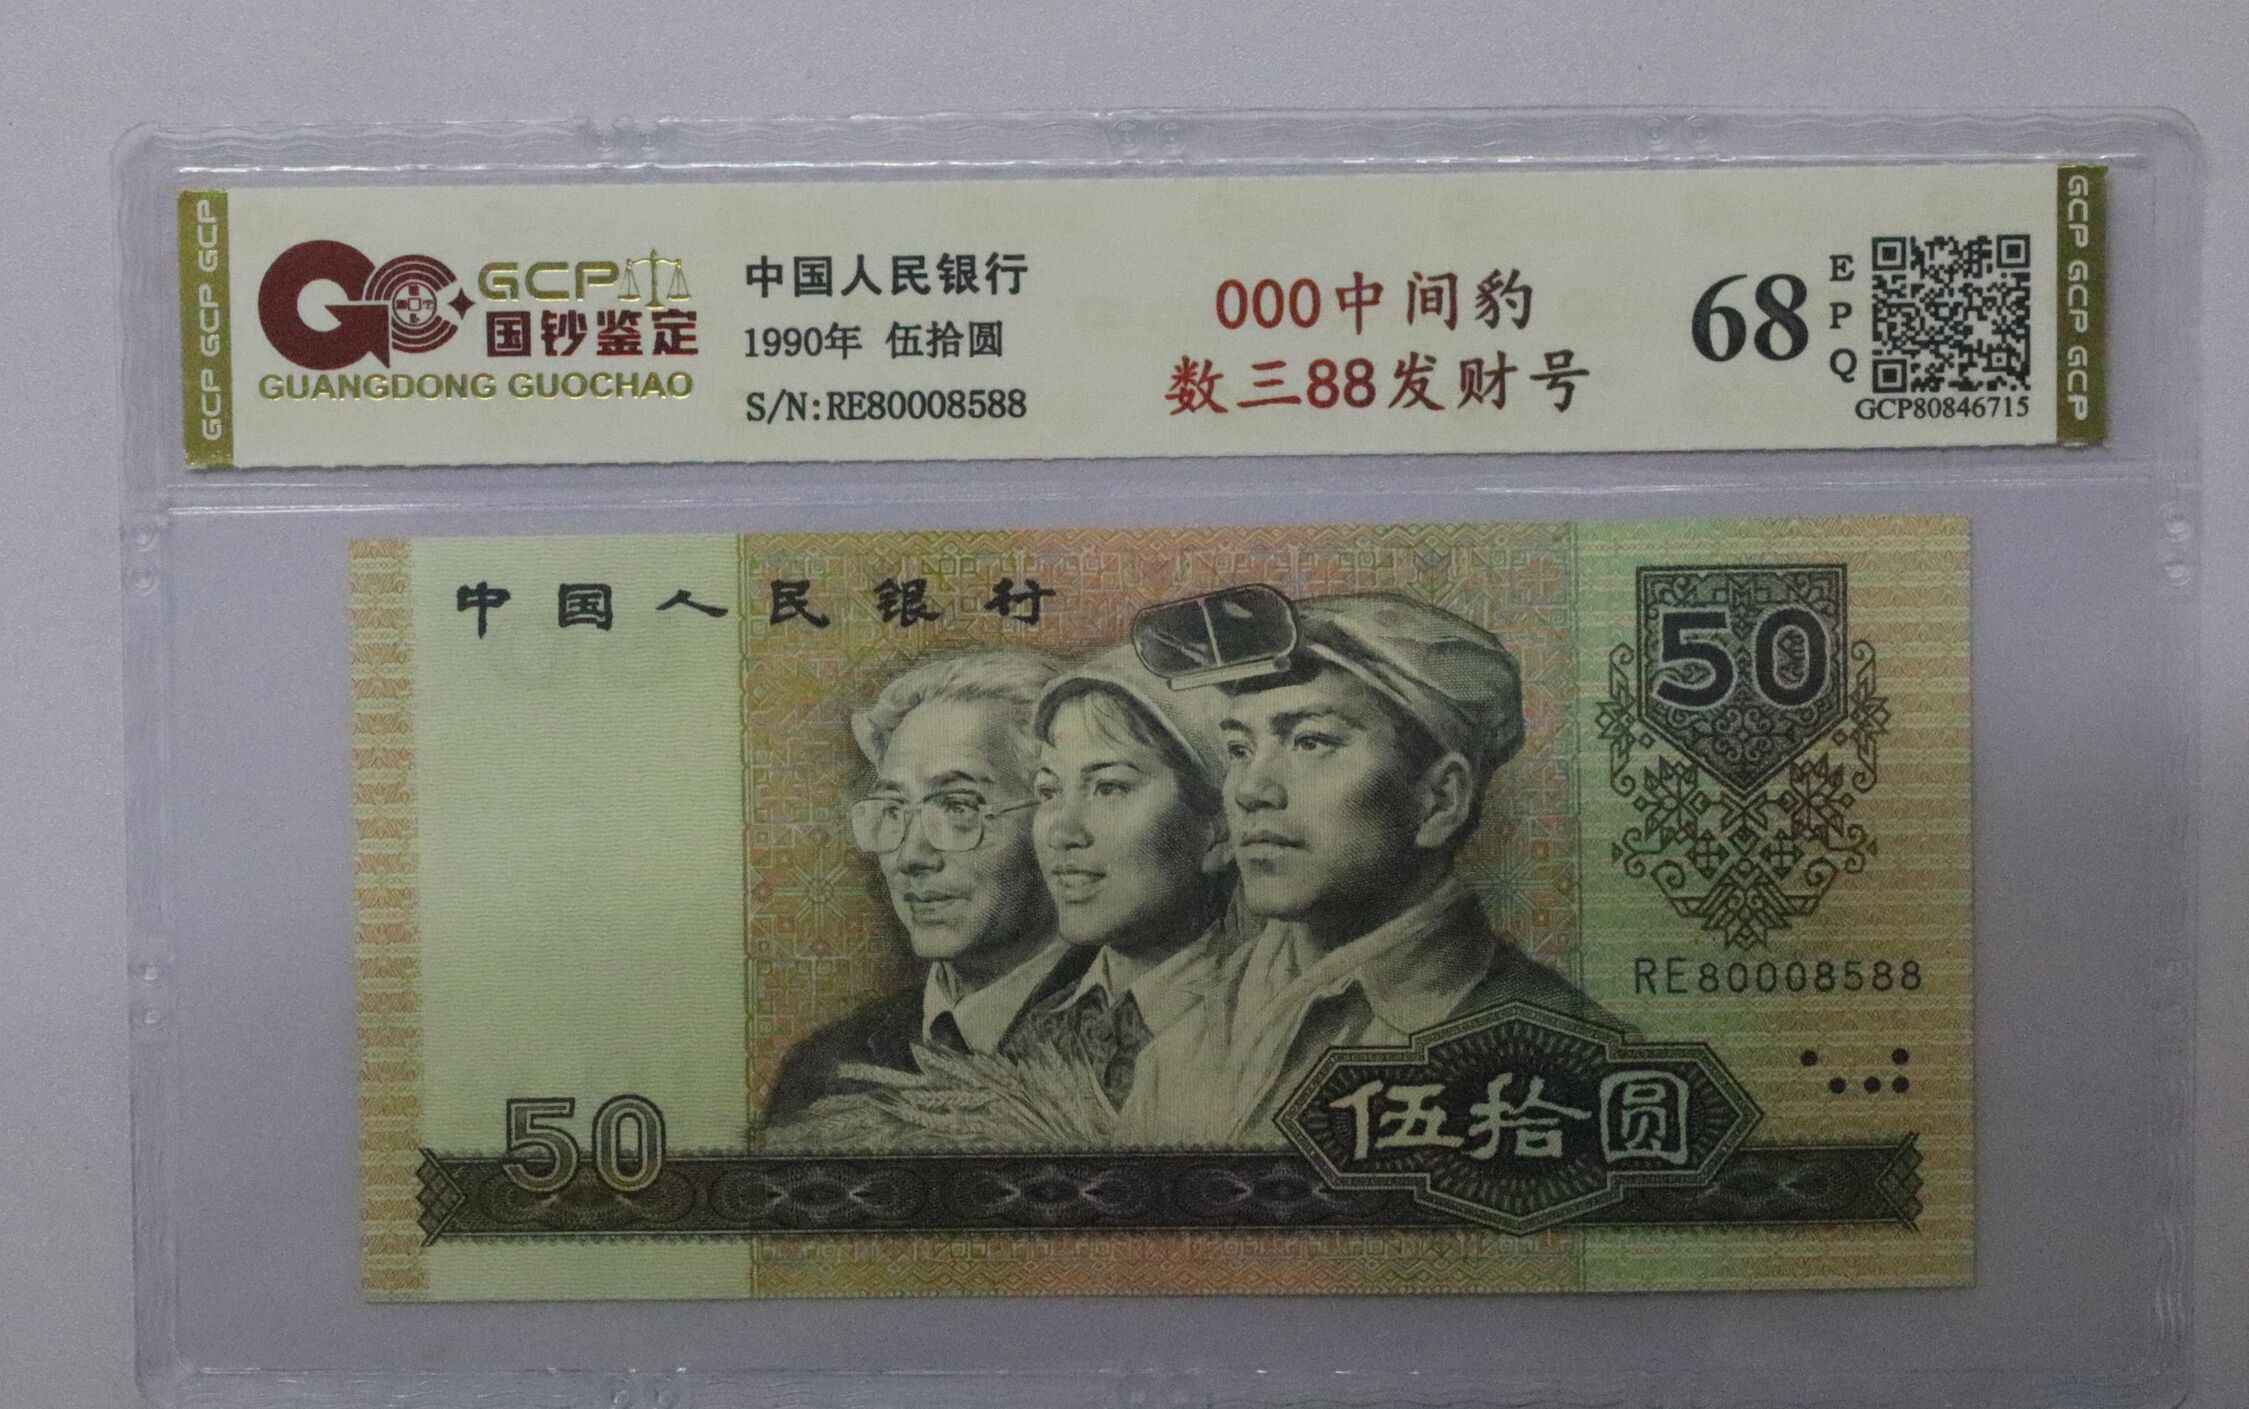 GCP GCP GCP
GCP
国钞鉴定
GUANGDONG GUOCHAO
中国人民银行
1990年 伍拾圆
S/N:RE80008588
000中间豹
数三88发财号
68
EPQ
GCP80846715
GCP GCP GCP
中国人民银行
50
RE80008588
50
伍拾圆